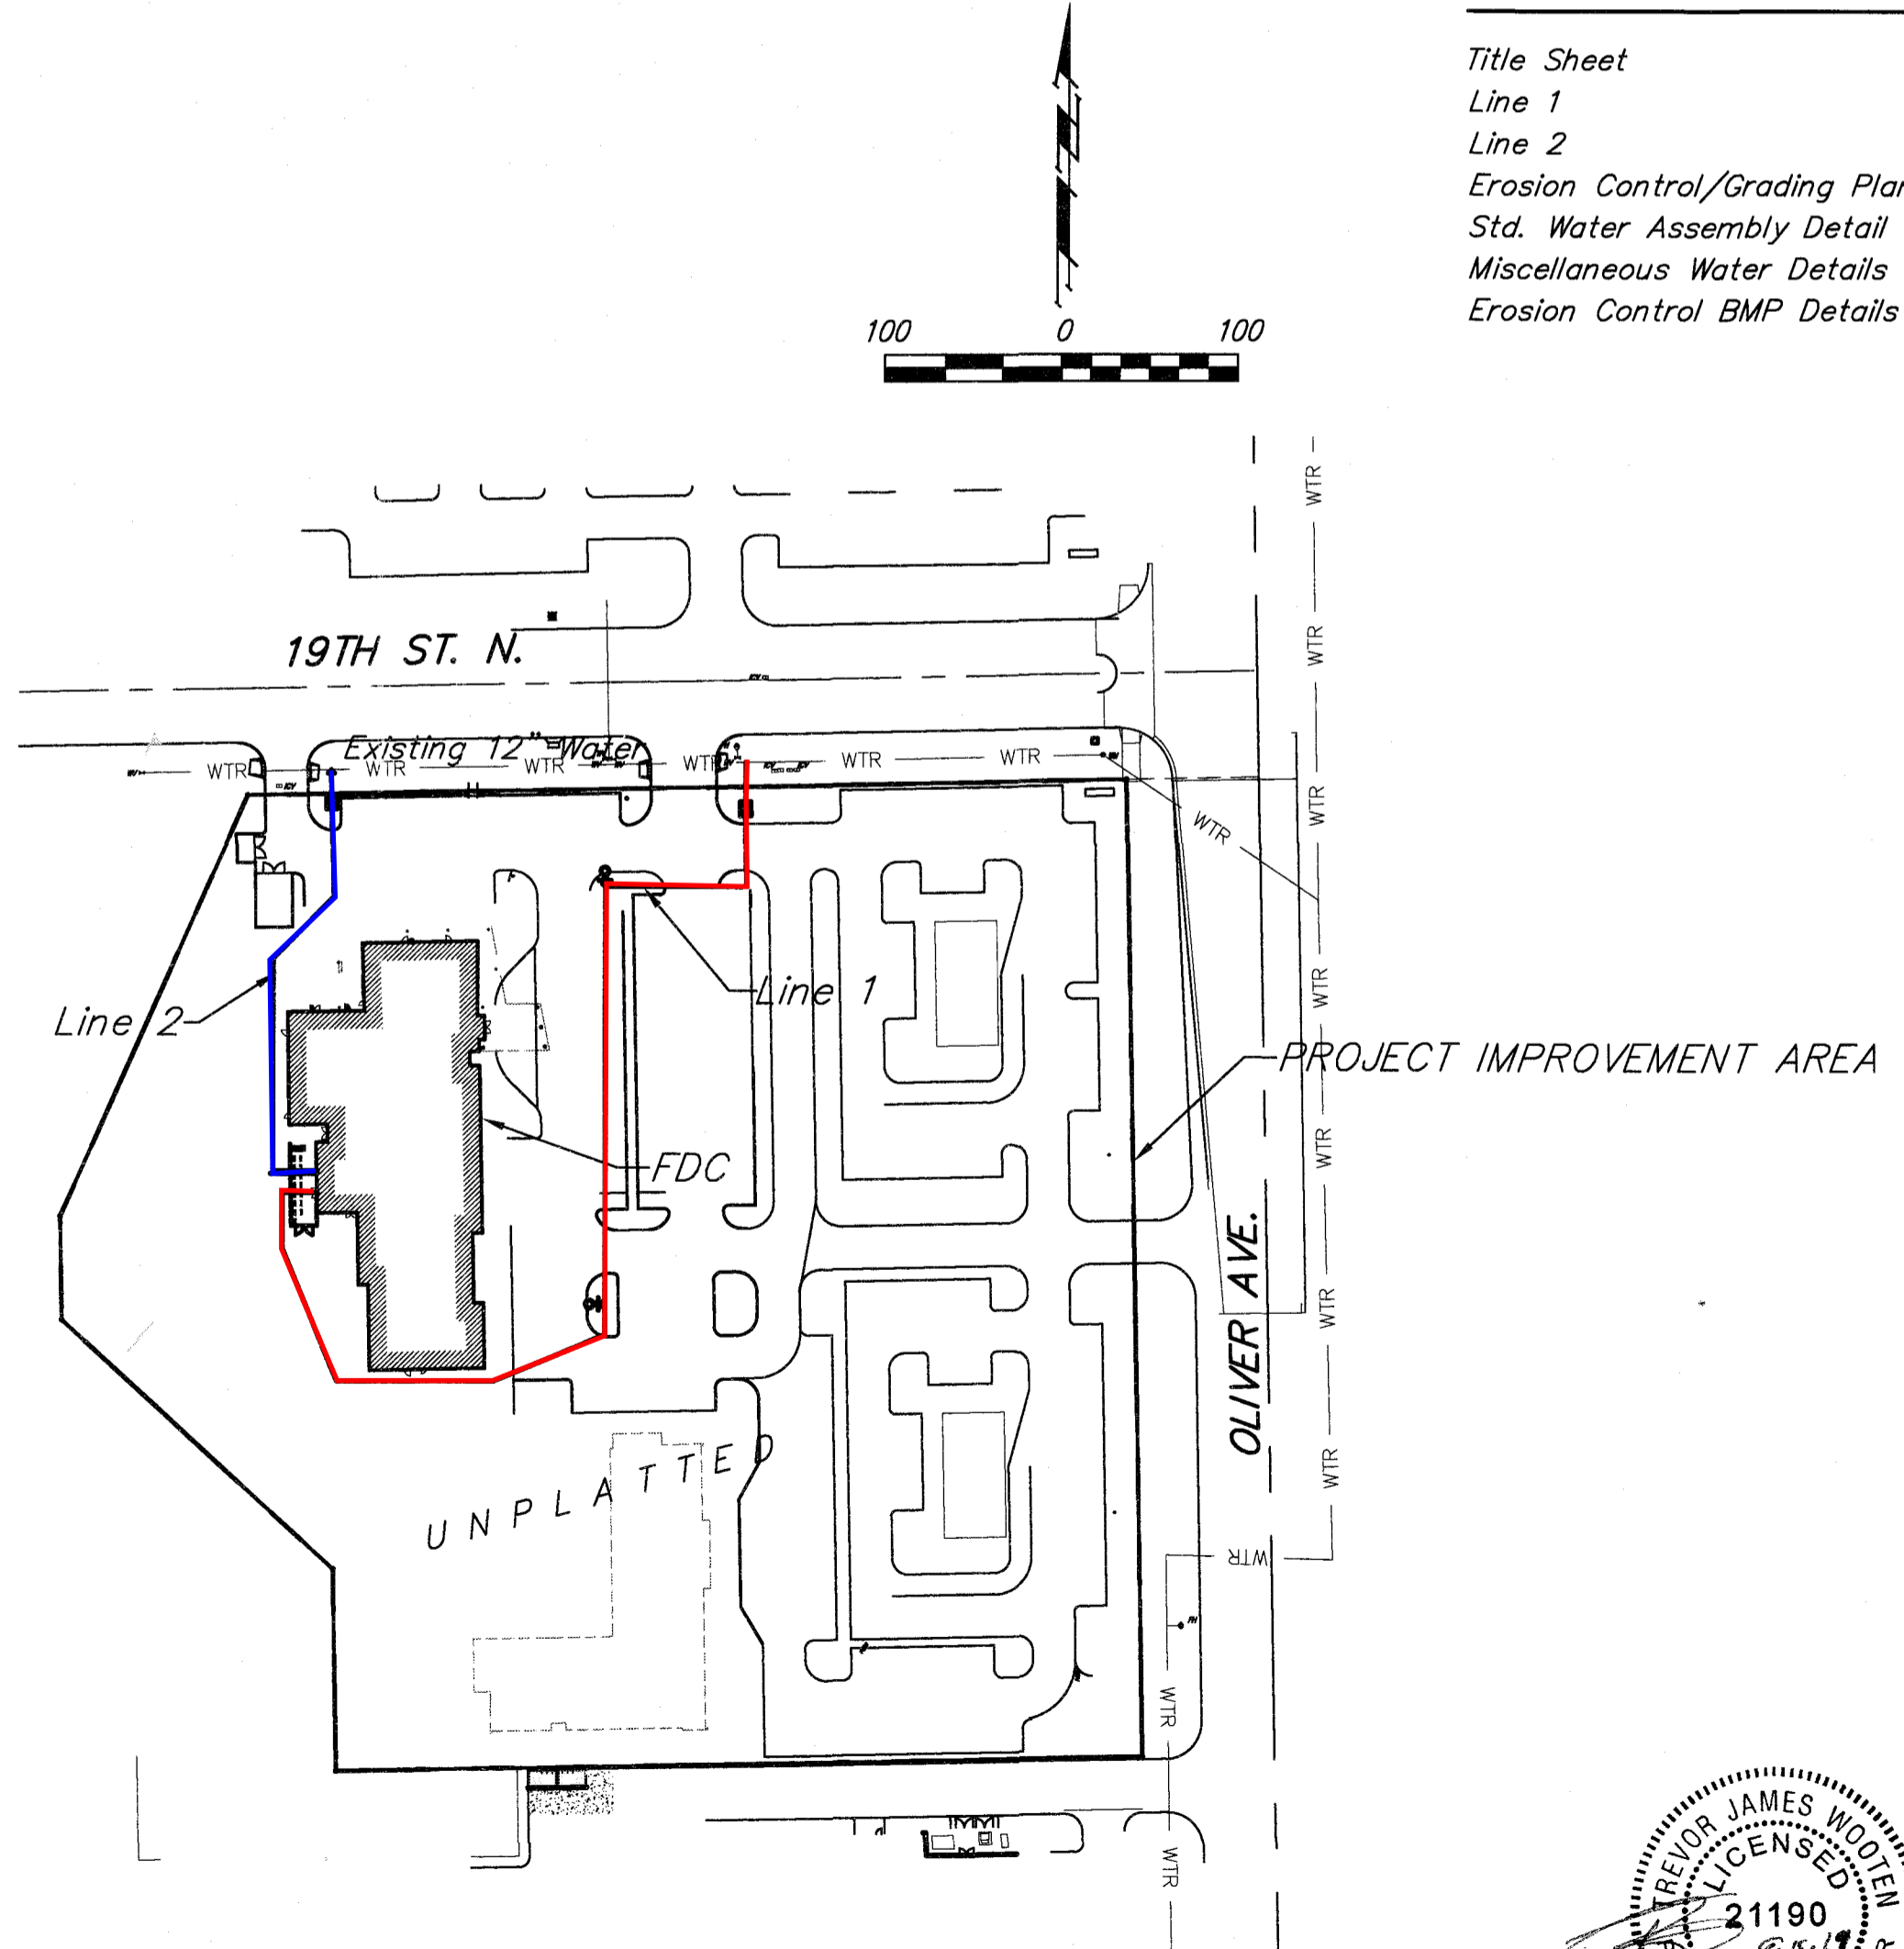 Title Sheet
Line 1
Line 2
Erosion Control/Grading Plan
Std. Water Assembly Detail
Miscellaneous Water Details
Erosion Control BMP Details
100 0 100
19TH ST. N.
Existing 12" Water
WTR WTR WTR WTR WTR WTR
WTR
WTR
WTR
WTR
WTR
WTR
WTR
WTR
WTR
WTR
WTR
Line 1
Line 2
PROJECT IMPROVEMENT AREA
FDC
OLIVER AVE.
UNPLATTED
FH
TREVOR JAMES WOOTEN
LICENSED
21190